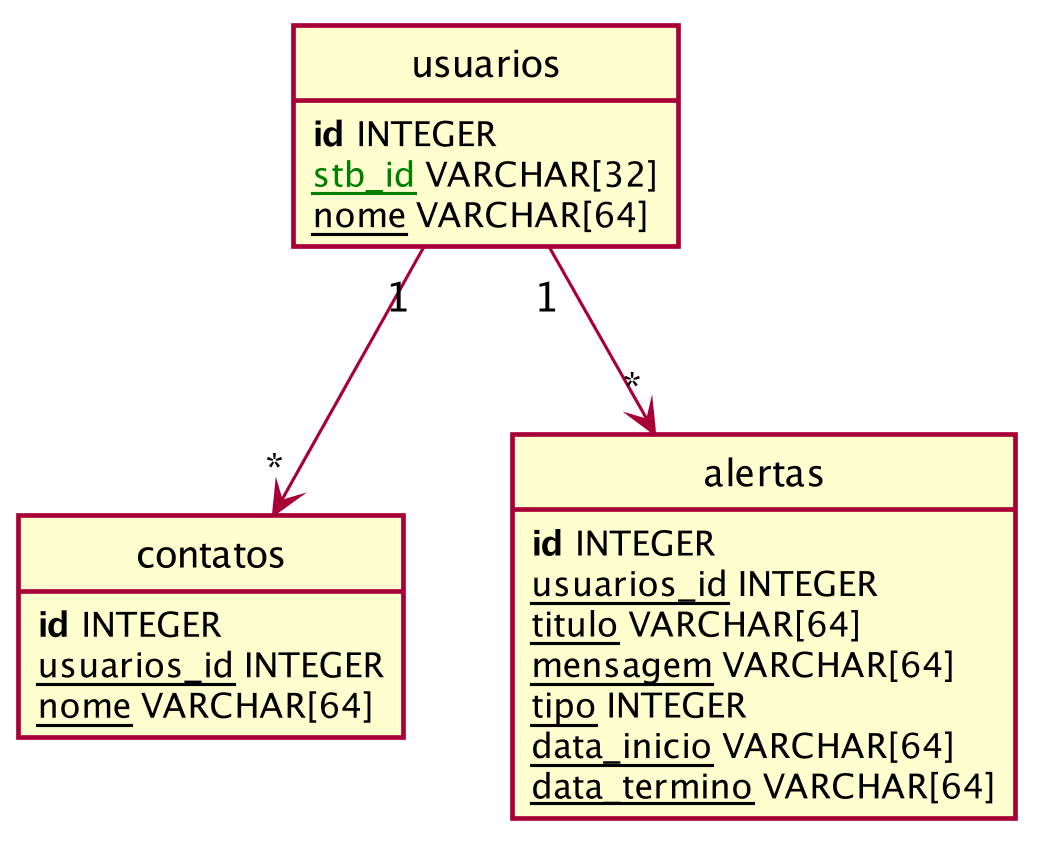 usuarios
id INTEGER
stb_id VARCHAR[32]
nome VARCHAR[64]
1
1
*
*
contatos
id INTEGER
usuarios_id INTEGER
nome VARCHAR[64]
alertas
id INTEGER
usuarios_id INTEGER
titulo VARCHAR[64]
mensagem VARCHAR[64]
tipo INTEGER
data_inicio VARCHAR[64]
data_termino VARCHAR[64]